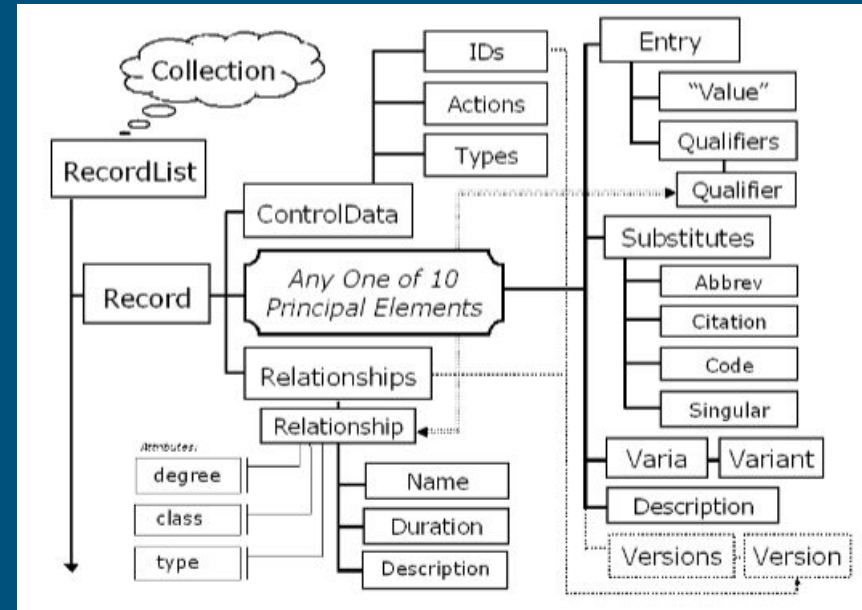 Collection
RecordList
Record
IDs
Actions
Types
ControlData
Any One of 10
Principal Elements
Relationships
Relationship
Attributes:
degree
class
type
Name
Duration
Description
Entry
“Value”
Qualifiers
Qualifier
Substitutes
Abbrev
Citation
Code
Singular
Varia
Variant
Description
Versions
Version